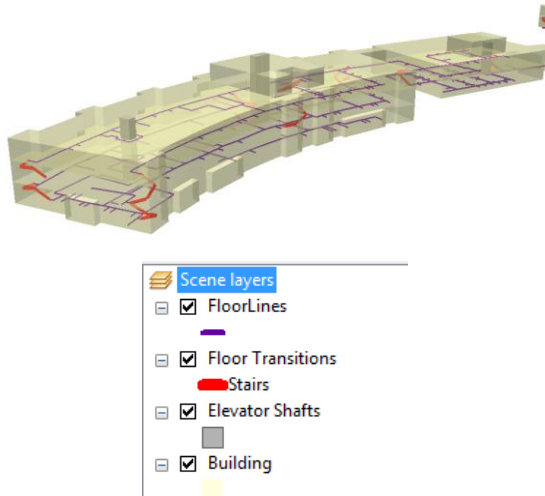 Scene layers
FloorLines
Floor Transitions
Stairs
Elevator Shafts
Building